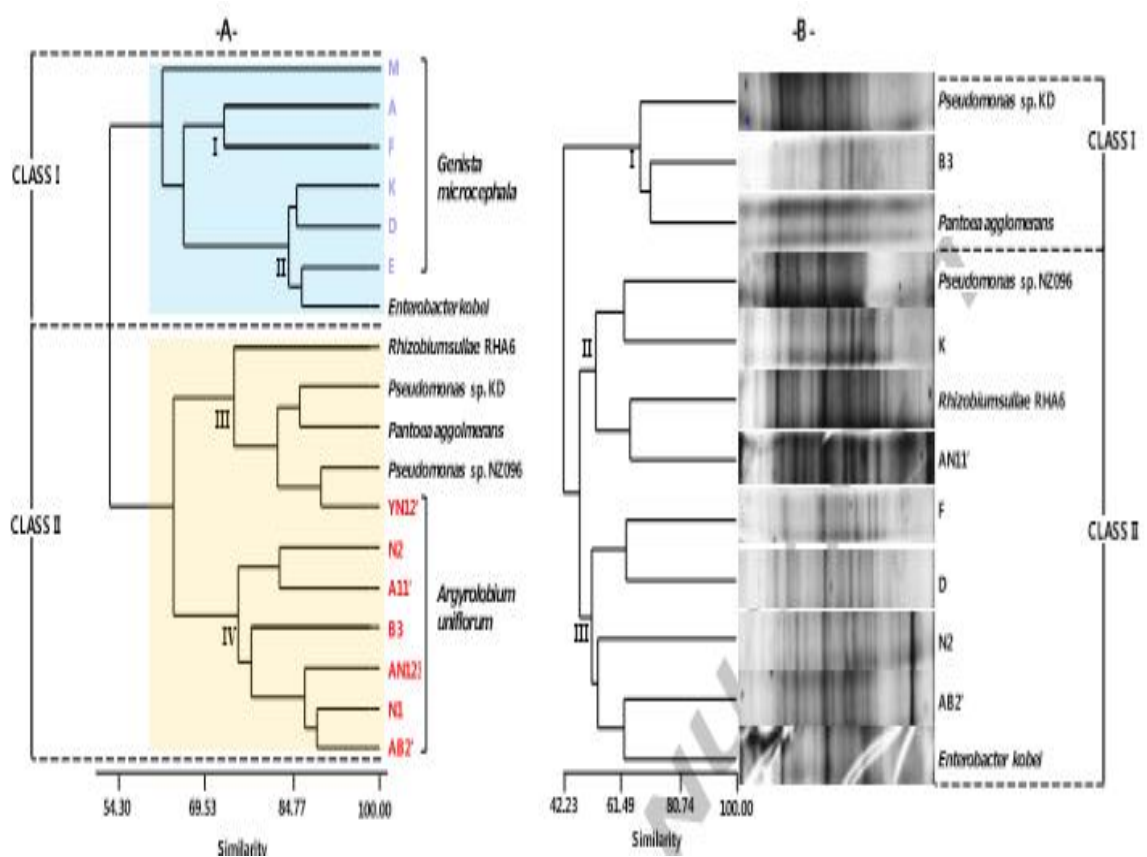 -A-
CLASS I
CLASS II
M
A
F
K
D
E
Enterobacter kobei
Rhizobiumsullae RHA6
Pseudomonas sp. KD
Pantoea aggolmerans
Pseudomonas sp. NZ096
YN12'
N2
A11'
B3
AN123
N1
AB2'
I
II
III
IV
Genista
microcephala
Argyrolobium
uniflorum
54.30 69.53 84.77 100.00
Similarity
-B -
Pseudomonas sp. KD
B3
Pantoea agglomerans
Pseudomonas sp. NZ096
K
Rhizobiumsullae RHA6
AN11'
F
D
N2
AB2'
Enterobacter kobei
I
II
III
CLASS I
CLASS II
42.23 61.49 80.74 100.00
Similarity